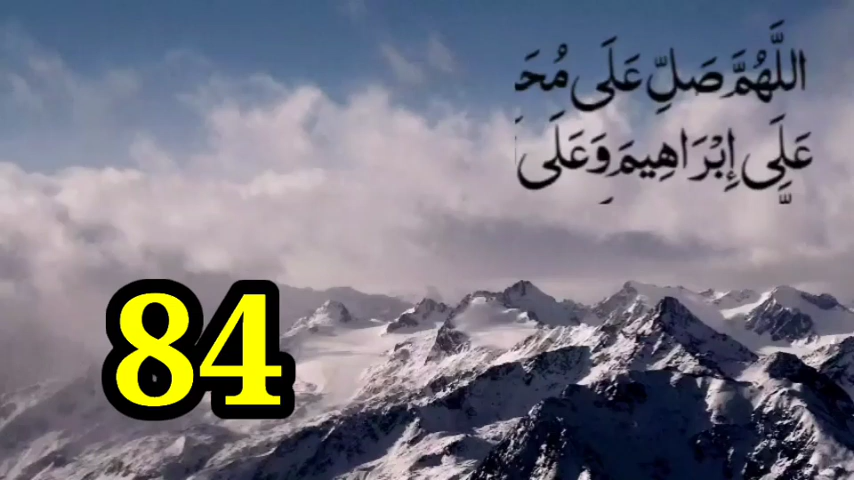 اللَّهُمَّ صَلِّ عَلَى مُحَ
عَلَى إِبْرَاهِيمَ وَعَلَى
84